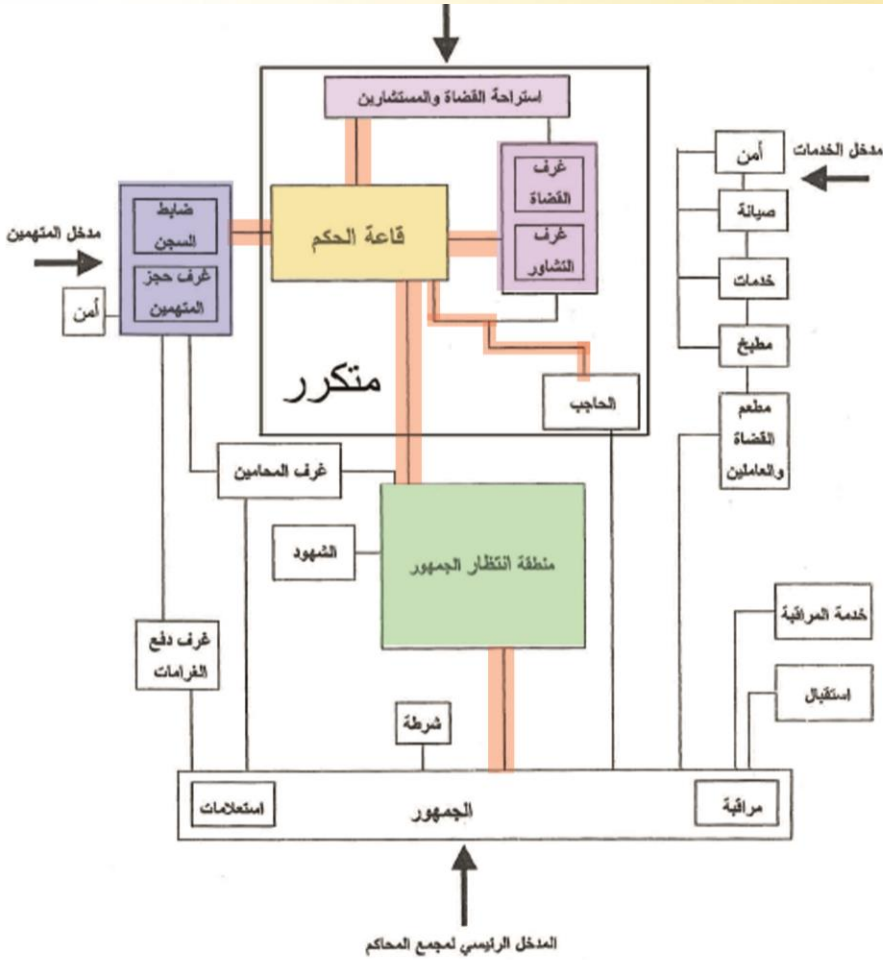 استراحة القضاة والمستشارين
غرف
القضاة
غرف
التشاور
قاعة الحكم
ضابط
السجن
غرف حجز
المتهمين
مدخل المتهمين
أمن
متكرر
الحاجب
مدخل الخدمات
أمن
صيانة
خدمات
مطبخ
مطعم
القضاة
والعاملين
غرف المحامين
الشهود
منطقة انتظار الجمهور
غرف دفع
الغرامات
شرطة
خدمة المراقبة
استقبال
استعلامات
الجمهور
مراقبة
المدخل الرئيسي لمجمع المحاكم